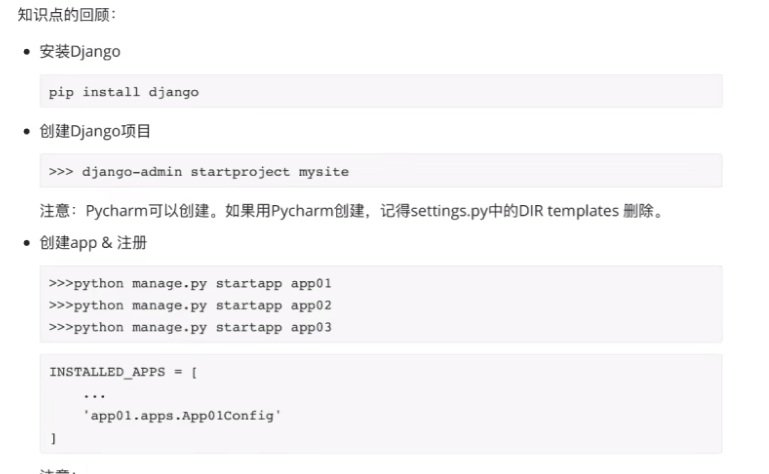 知识点的回顾：
安装Django
pip install django
创建Django项目
>>> django-admin startproject mysite
注意：Pycharm可以创建。如果用Pycharm创建，记得settings.py中的DIR templates 删除。
创建app & 注册
>>>python manage.py startapp app01
>>>python manage.py startapp app02
>>>python manage.py startapp app03
INSTALLED_APPS = [
...
'app01.apps.App01Config'
]